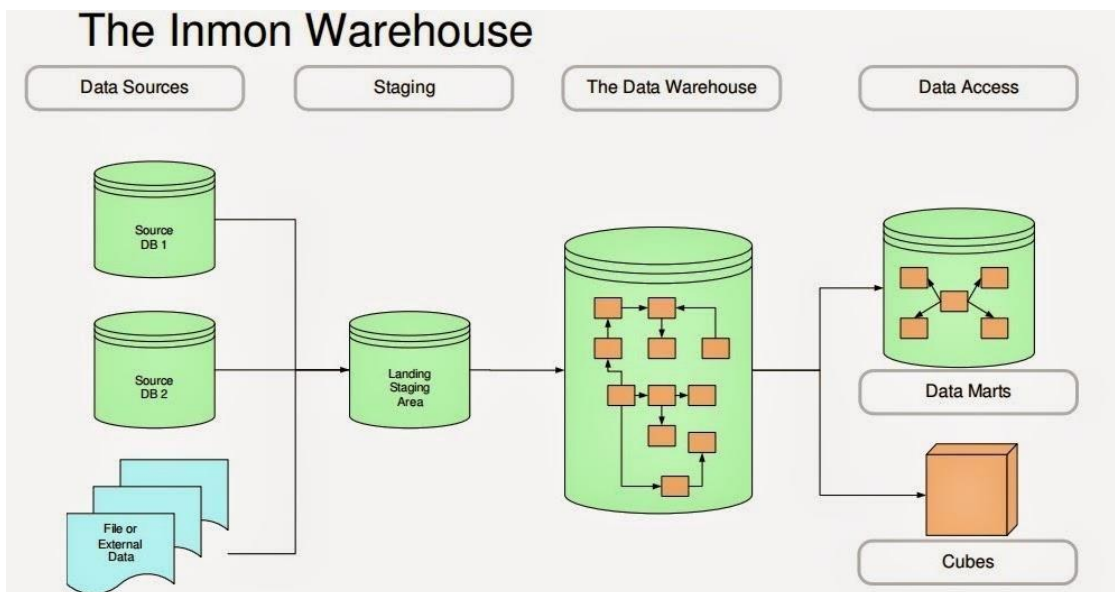 The Inmon Warehouse
Data Sources
Staging
The Data Warehouse
Data Access
Source
DB 1
Source
DB 2
File or
External
Data
Landing
Staging
Area
Data Marts
Cubes